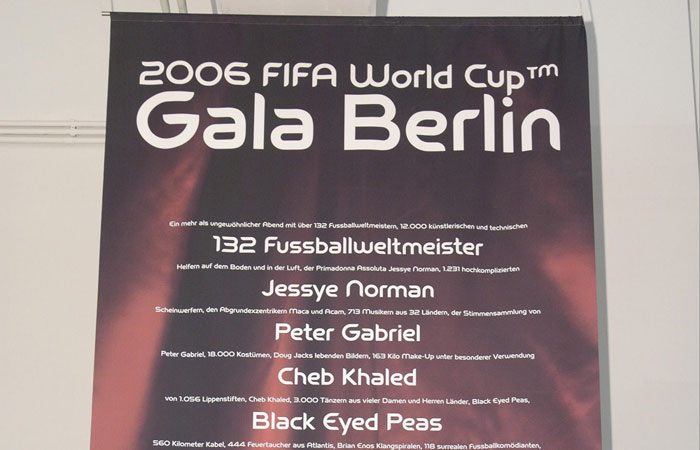 2006 FIFA World Cup™
Gala Berlin
Ein mehr als ungewöhnlicher Abend mit über 132 Fussballweltmeistern, 12.000 künstlerischen und technischen
132 Fussballweltmeister
Helfern auf dem Boden und in der Luft, der Primadonna Assoluta Jessye Norman, 1.231 hochkomplizierten
Jessye Norman
Scheinwerfern, den Abgrundexzentrikern Maca und Acam, 713 Musikern aus 32 Ländern, der Stimmensammlung von
Peter Gabriel
Peter Gabriel, 18.000 Kostümen, Doug Jacks lebenden Bildern, 163 Kilo Make-Up unter besonderer Verwendung
Cheb Khaled
von 1.056 Lippenstiften, Cheb Khaled, 3.000 Tänzern aus vieler Damen und Herren Länder, Black Eyed Peas,
Black Eyed Peas
560 Kilometer Kabel, 444 Feuertaucher aus Atlantis, Brian Enos Klangspiralen, 118 surrealen Fussballkomödianten,